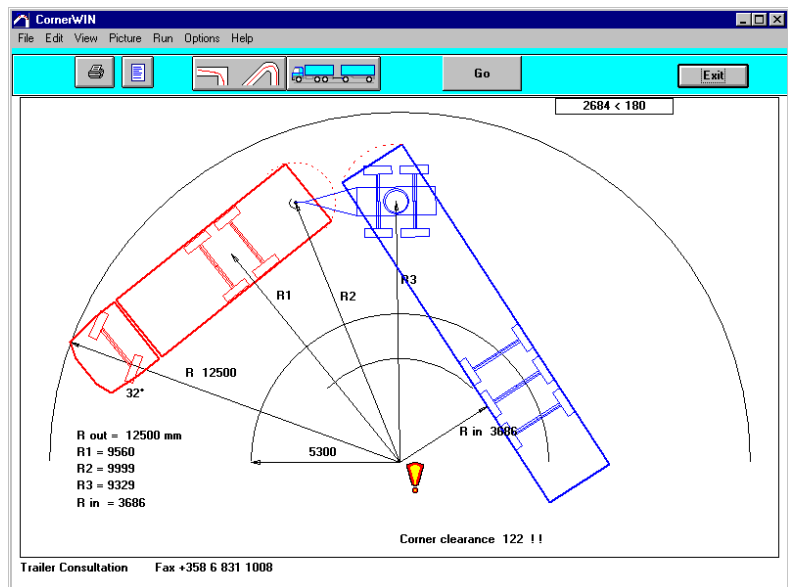 CornerWIN
File Edit View Picture Run Options Help
Go
Exit
2684 < 180
R1
R2
R3
R 12500
32°
R in 3686
5300
R out = 12500 mm
R1 = 9560
R2 = 9999
R3 = 9329
R in = 3686
Corner clearance 122 !!
Trailer Consultation Fax +358 6 831 1008